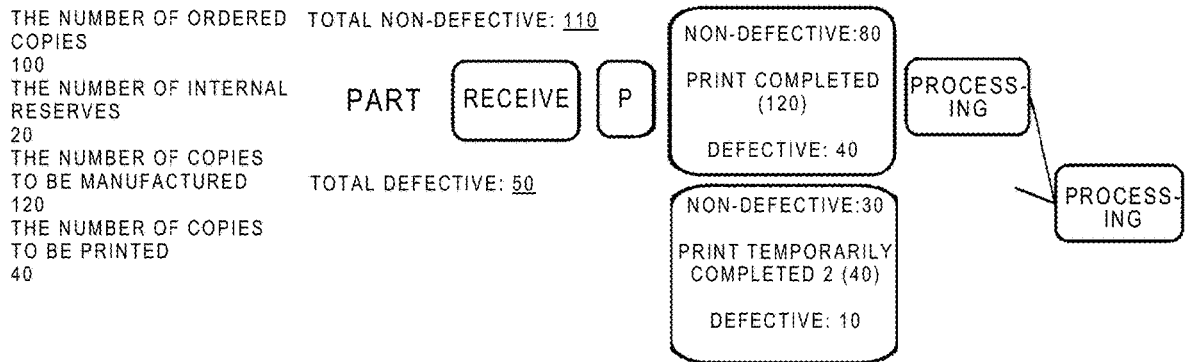 THE NUMBER OF ORDERED
COPIES
100
THE NUMBER OF INTERNAL
RESERVES
20
THE NUMBER OF COPIES
TO BE MANUFACTURED
120
THE NUMBER OF COPIES
TO BE PRINTED
40
TOTAL NON-DEFECTIVE: 110
PART
RECEIVE
P
TOTAL DEFECTIVE: 50
NON-DEFECTIVE:80
PRINT COMPLETED
(120)
DEFECTIVE: 40
NON-DEFECTIVE:30
PRINT TEMPORARILY
COMPLETED 2 (40)
DEFECTIVE: 10
PROCESS-
ING
PROCESS-
ING